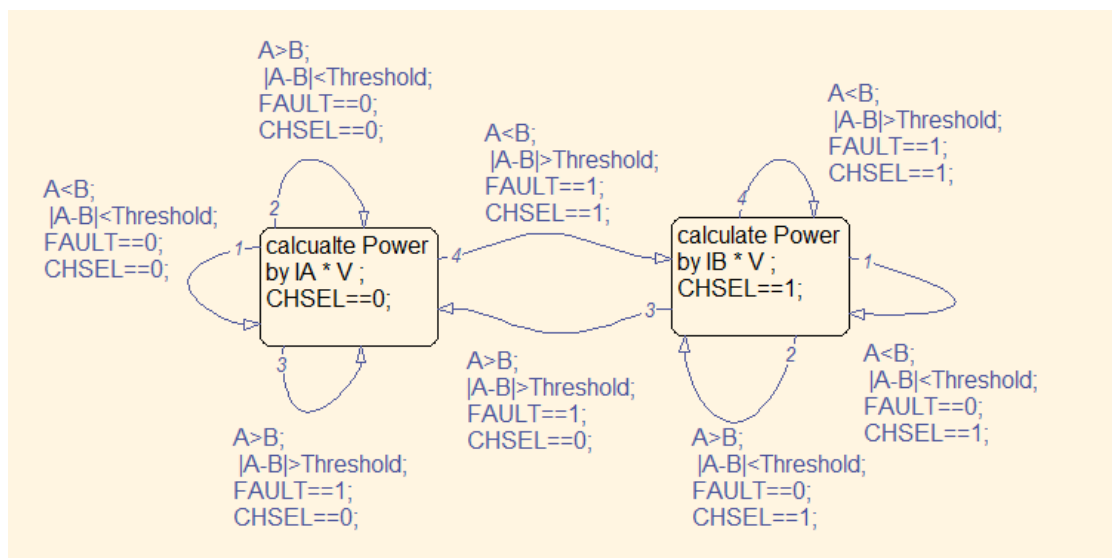 A>B;
|A-B|<Threshold;
FAULT==0;
CHSEL==0;
A<B;
|A-B|<Threshold;
FAULT==0;
CHSEL==0;
A<B;
|A-B|>Threshold;
FAULT==1;
CHSEL==1;
A<B;
|A-B|>Threshold;
FAULT==1;
CHSEL==1;
2
1
calcualte Power
by IA * V ;
CHSEL==0;
3
4
4
calculate Power
by IB * V ;
CHSEL==1;
1
3
2
A>B;
|A-B|>Threshold;
FAULT==1;
CHSEL==0;
A>B;
|A-B|>Threshold;
FAULT==1;
CHSEL==0;
A>B;
|A-B|<Threshold;
FAULT==0;
CHSEL==1;
A<B;
|A-B|<Threshold;
FAULT==0;
CHSEL==1;